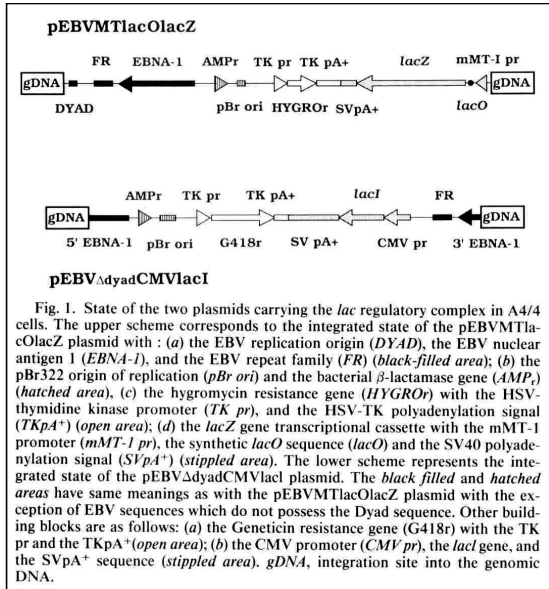 pEBVMTlacOlacZ
FR EBNA-1 AMPr TK pr TK pA+ lacZ mMT-I pr
gDNA gDNA
DYAD pBr ori HYGROr SVpA+ lacO
AMPr TK pr TK pA+ lacI FR
gDNA gDNA
5' EBNA-1 pBr ori G418r SV pA+ CMV pr 3' EBNA-1
pEBV∆dyadCMVlacI
Fig. 1. State of the two plasmids carrying the lac regulatory complex in A4/4
cells. The upper scheme corresponds to the integrated state of the pEBVMTla-
cOlacZ plasmid with : (a) the EBV replication origin (DYAD), the EBV nuclear
antigen 1 (EBNA-1), and the EBV repeat family (FR) (black-filled area); (b) the
pBr322 origin of replication (pBr ori) and the bacterial β-lactamase gene (AMPr)
(hatched area), (c) the hygromycin resistance gene (HYGROr) with the HSV-
thymidine kinase promoter (TK pr), and the HSV-TK polyadenylation signal
(TKpA+) (open area); (d) the lacZ gene transcriptional cassette with the mMT-1
promoter (mMT-1 pr), the synthetic lacO sequence (lacO) and the SV40 polyade-
nylation signal (SVpA+) (stippled area). The lower scheme represents the inte-
grated state of the pEBV∆dyadCMVlacI plasmid. The black filled and hatched
areas have same meanings as with the pEBVMTlacOlacZ plasmid with the ex-
ception of EBV sequences which do not possess the Dyad sequence. Other buil-
ding blocks are as follows: (a) the Geneticin resistance gene (G418r) with the TK
pr and the TKpA+(open area); (b) the CMV promoter (CMV pr), the lacI gene, and
the SVpA+ sequence (stippled area). gDNA, integration site into the genomic
DNA.